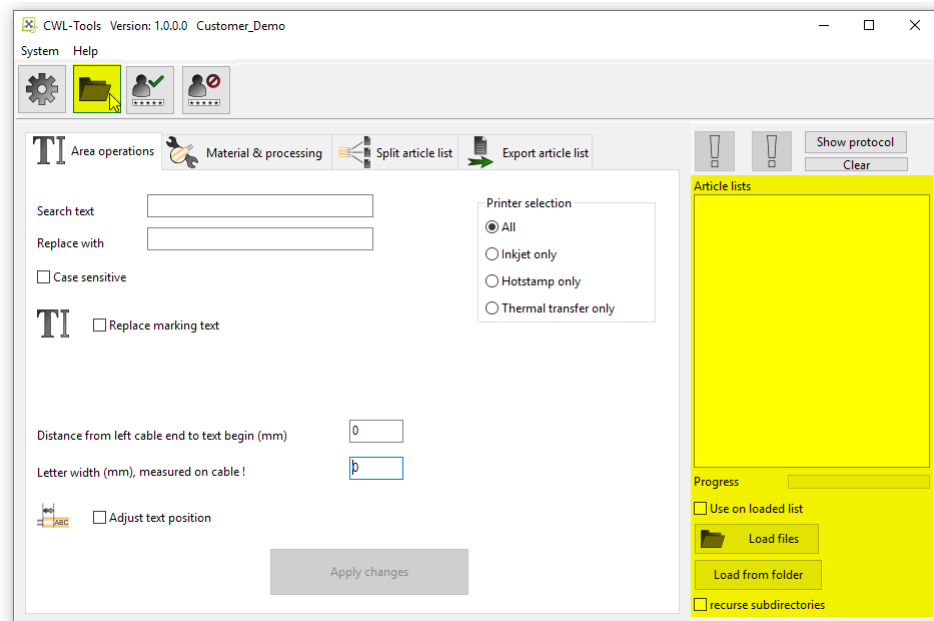 CWL-Tools Version: 1.0.0.0 Customer_Demo
System Help
*****
*****
TI Area operations
Material & processing
Split article list
Export article list
Show protocol
Clear
Search text
Replace with
Case sensitive
TI Replace marking text
Printer selection
All
Inkjet only
Hotstamp only
Thermal transfer only
Distance from left cable end to text begin (mm) 0
Letter width (mm), measured on cable ! 0
ABC Adjust text position
Apply changes
Article lists
Progress
Use on loaded list
Load files
Load from folder
recurse subdirectories